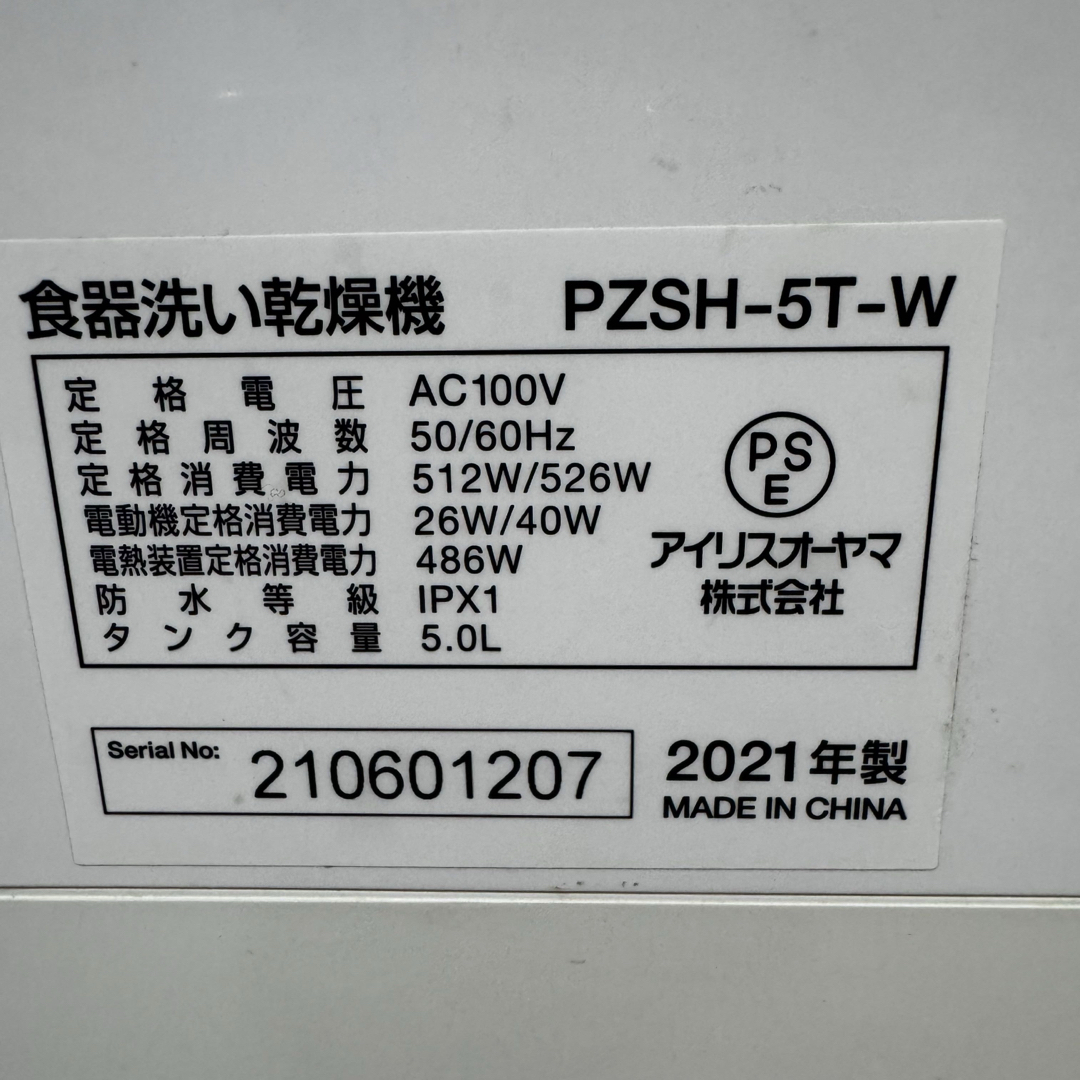 食器洗い乾燥機 PZSH-5T-W
定格電圧 AC100V
定格周波数 50/60Hz
定格消費電力 512W/526W
電動機定格消費電力 26W/40W
電熱装置定格消費電力 486W
防水等級 IPX1
タンク容量 5.0L
PS
E
アイリスオーヤマ
株式会社
Serial No: 210601207
2021年製
MADE IN CHINA